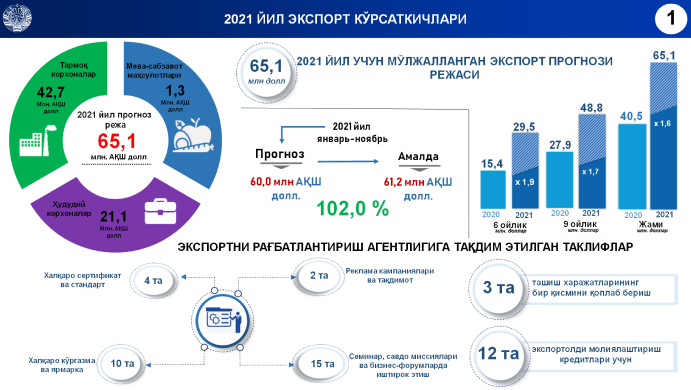 2021 ЙИЛ ЭКСПОРТ КЎРСАТКИЧЛАРИ
1
Тармоқ
корхоналар
42,7
Млн. АҚШ
долл
Мева-сабзавот
маҳсупотлари
1,3
Млн. АҚШ
долл
2021 йил прогноз
режа
65,1
млн. АҚШ долл
Ҳудудий
корхоналар
21,1
Млн. АҚШ
долл
65,1
млн долл
2021 ЙИЛ УЧУН МЎЛЖАЛЛАНГАН ЭКСПОРТ ПРОГНОЗИ
РЕЖАСИ
2021 йил
январь-ноябрь
Прогноз
Амалда
60,0 млн АҚШ
долл.
61,2 млн АҚШ
долл.
102,0 %
15,4
29,5
x 1,9
2020
2021
6 ойлик
млн. доллар
27,9
48,8
x 1,7
2020
2021
9 ойлик
млн. доллар
40,5
65,1
x 1,6
2020
2021
Жами
млн. доллар
ЭКСПОРТНИ РАҒБАТЛАНТИРИШ АГЕНТЛИГИГА ТАҚДИМ ЭТИЛГАН ТАКЛИФЛАР
Халқаро сертификат
ва стандарт
4 та
2 та
Реклама кампаниялари
ва тақдимот
Халқаро кўргазма
ва ярмарка
10 та
15 та
Семинар, савдо миссиялари
ва бизнес-форумларда
иштирок этиш
3 та
ташиш харажатларининг
бир қисмини қоплаб бериш
12 та
экспортолди молиялаштириш
кредитлари учун